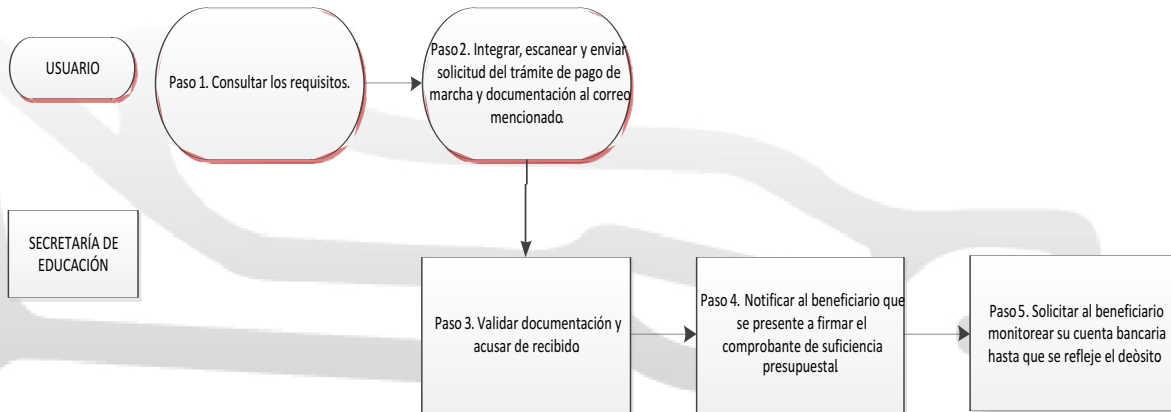 USUARIO
Paso 1. Consultar los requisitos.
Paso 2. Integrar, escanear y enviar
solicitud del trámite de pago de
marcha y documentación al correo
mencionado.
SECRETARÍA DE
EDUCACIÓN
Paso 3. Validar documentación y
acusar de recibido.
Paso 4. Notificar al beneficiario que
se presente a firmar el
comprobante de suficiencia
presupuestal.
Paso 5. Solicitar al beneficiario
monitorear su cuenta bancaria
hasta que se refleje el deòsito